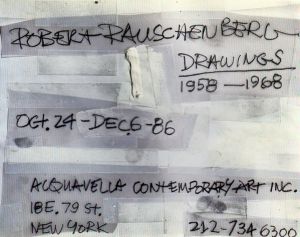 ROBERT RAUSCHENBERG
DRAWINGS
1958—1968
OCT. 24 - DEC. 6 - 86
ACQUAVELLA CONTEMPORARY ART INC.
18 E. 79 St.
NEW YORK 212-734 6300